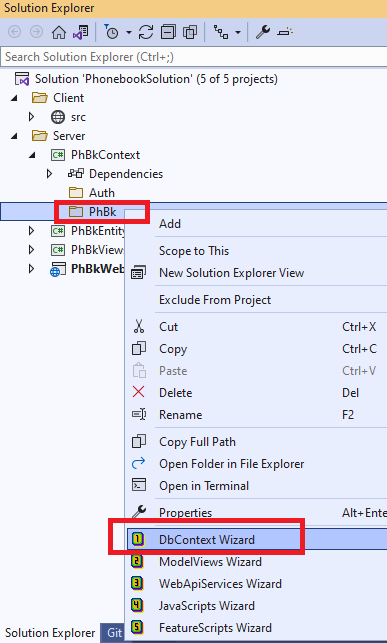 Solution Explorer
Search Solution Explorer (Ctrl+;)
Solution 'PhonebookSolution' (5 of 5 projects)
Client
src
Server
C# PhBkContext
Dependencies
Auth
PhBk
C# PhBkEntity
C# PhBkViews
PhBkWeb
Add
Scope to This
New Solution Explorer View
Exclude From Project
Cut Ctrl+X
Copy Ctrl+C
Paste Ctrl+V
Delete Del
Rename F2
Copy Full Path
Open Folder in File Explorer
Open in Terminal
Properties Alt+Ente
1 DbContext Wizard
2 ModelViews Wizard
3 WebApiServices Wizard
4 JavaScripts Wizard
5 FeatureScripts Wizard
Solution Explorer Git